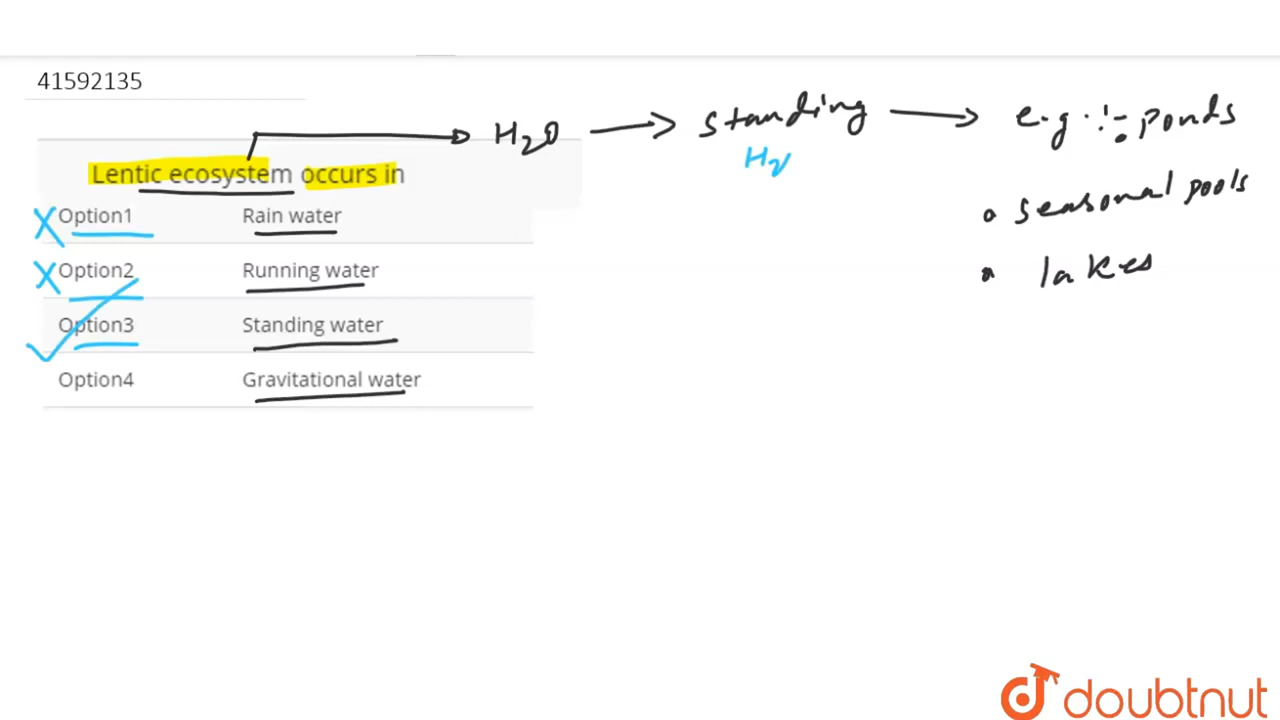 41592135
H2O → standing → e.g. :- ponds
H2
Lentic ecosystem occurs in
seasonal pools
lakes
X Option1 Rain water
X Option2 Running water
✓ Option3 Standing water
Option4 Gravitational water
doubtnut